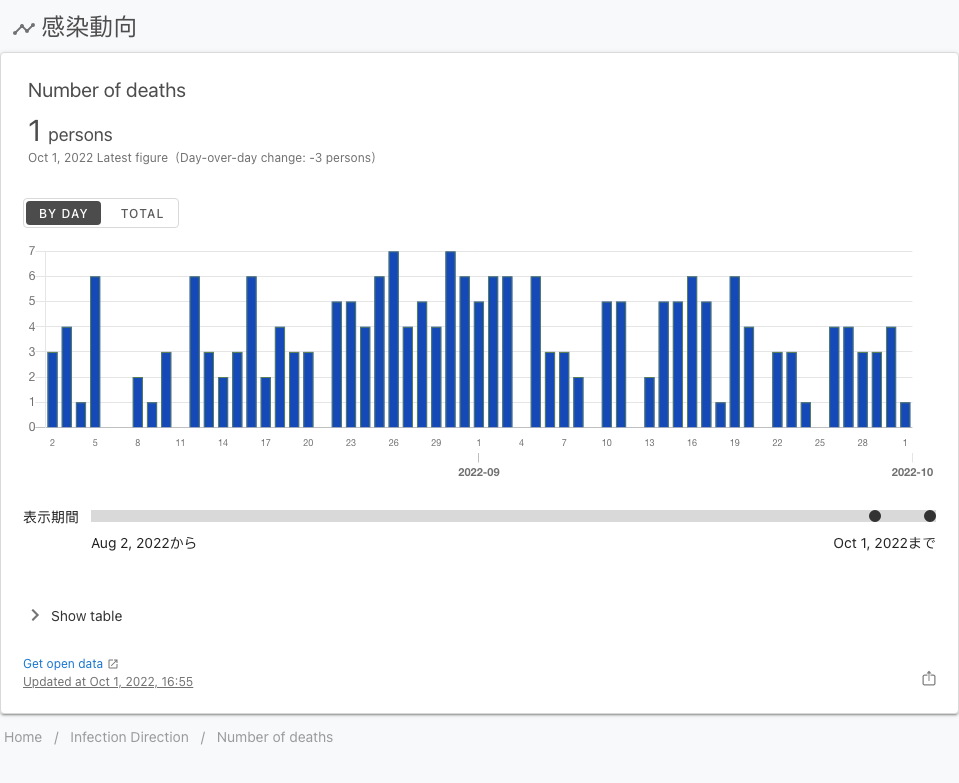 感染動向
Number of deaths
1 persons
Oct 1, 2022 Latest figure (Day-over-day change: -3 persons)
BY DAY TOTAL
7
6
5
4
3
2
1
0
2 5 8 11 14 17 20 23 26 29 1 4 7 10 13 16 19 22 25 28 1
2022-09 2022-10
表示期間
Aug 2, 2022から Oct 1, 2022まで
Show table
Get open data
Updated at Oct 1, 2022, 16:55
Home / Infection Direction / Number of deaths